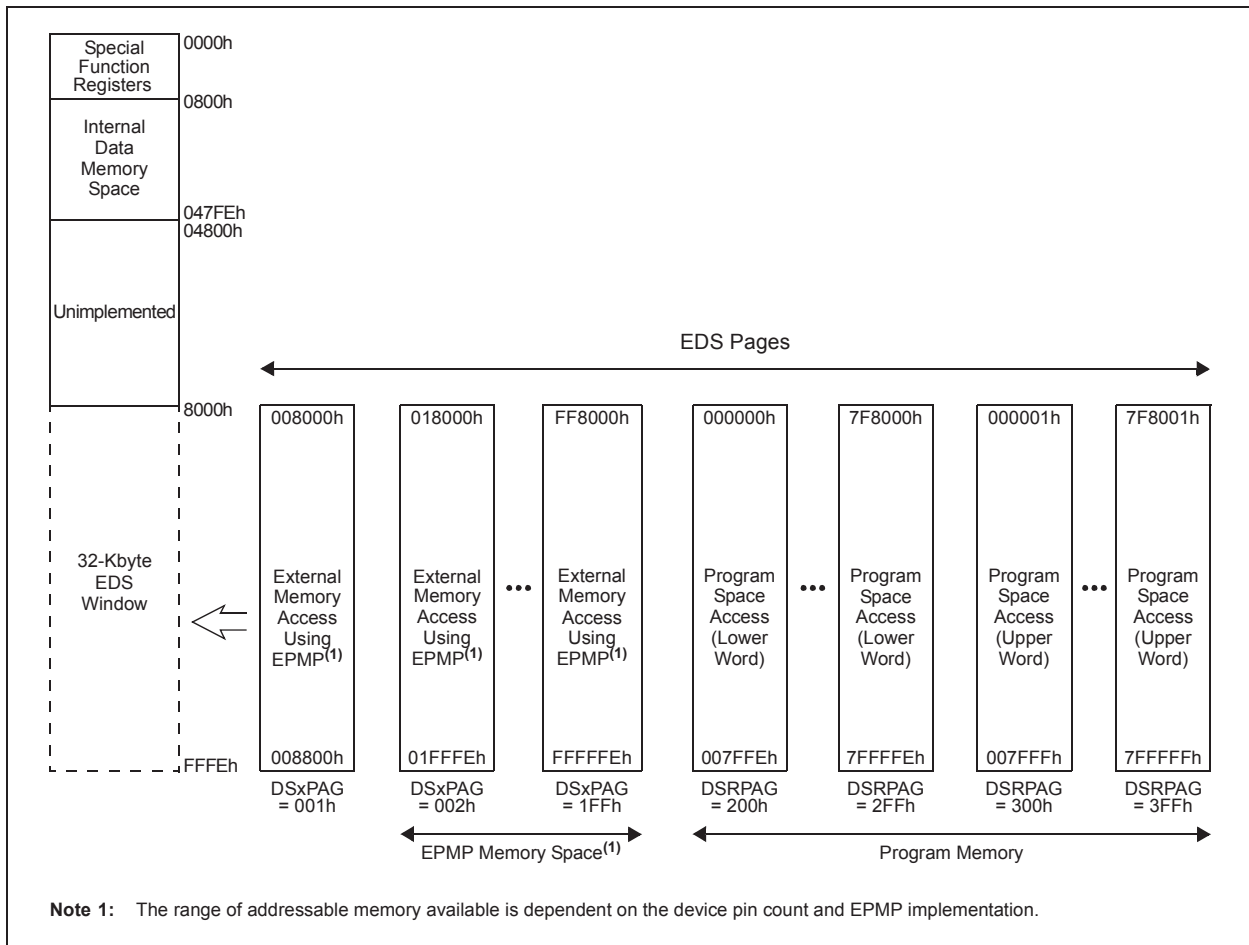 Special
Function
Registers
0000h
0800h
Internal
Data
Memory
Space
047FEh
04800h
Unimplemented
8000h
32-Kbyte
EDS
Window
FFFEh
EDS Pages
008000h
External
Memory
Access
Using
EPMP(1)
008800h
DSxPAG
= 001h
018000h
External
Memory
Access
Using
EPMP(1)
01FFFEh
DSxPAG
= 002h
•••
FF8000h
External
Memory
Access
Using
EPMP(1)
FFFFFEh
DSxPAG
= 1FFh
000000h
Program
Space
Access
(Lower
Word)
007FFEh
DSRPAG
= 200h
•••
7F8000h
Program
Space
Access
(Lower
Word)
7FFFFEh
DSRPAG
= 2FFh
000001h
Program
Space
Access
(Upper
Word)
007FFFh
DSRPAG
= 300h
•••
7F8001h
Program
Space
Access
(Upper
Word)
7FFFFFh
DSRPAG
= 3FFh
EPMP Memory Space(1)
Program Memory
Note 1: The range of addressable memory available is dependent on the device pin count and EPMP implementation.